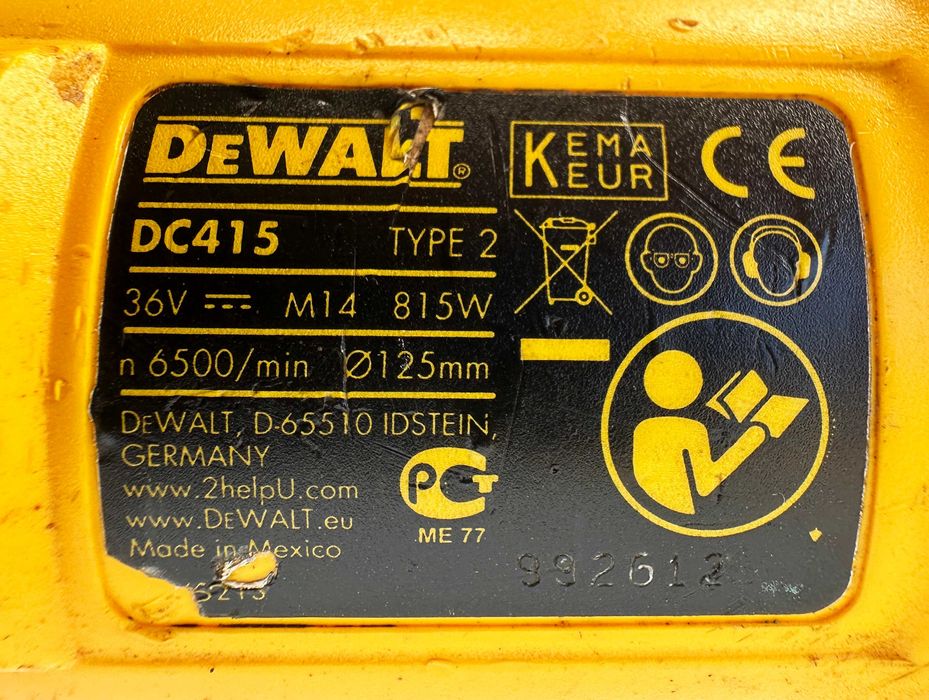 DEWALT®
KEMA
KEUR
CE
DC415 TYPE 2
36V M14 815W
n 6500/min Ø125mm
DEWALT, D-65510 IDSTEIN,
GERMANY
www.2helpU.com
www.DEWALT.eu
Made in Mexico
PCT
ME 77
992612